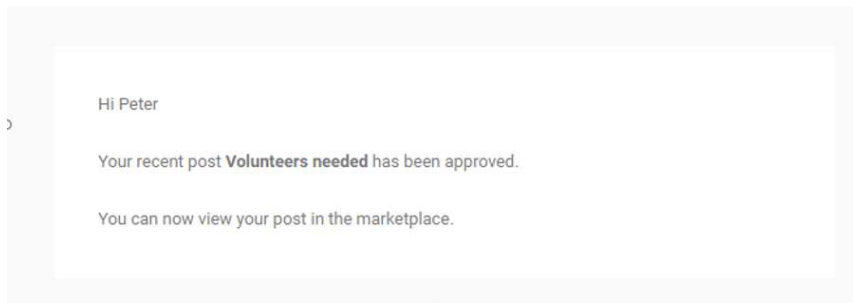 Hi Peter
Your recent post Volunteers needed has been approved.
You can now view your post in the marketplace.